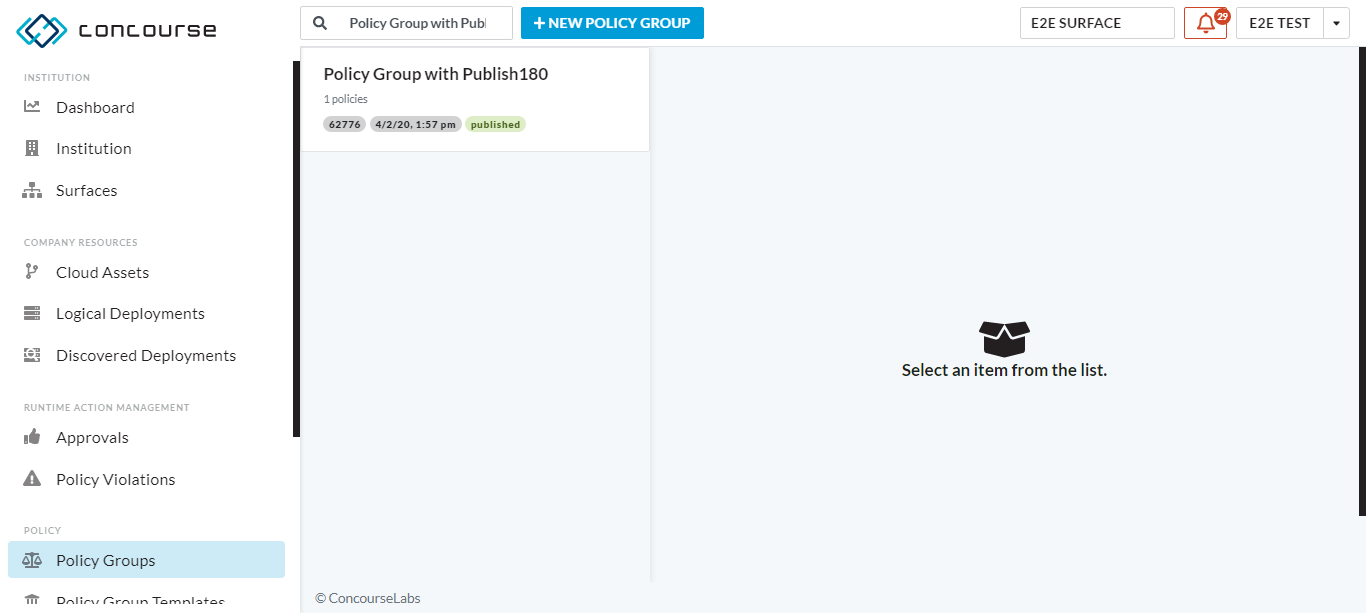 concourse
Policy Group with Publ
NEW POLICY GROUP
E2E SURFACE
29
E2E TEST
INSTITUTION
Dashboard
Institution
Surfaces
COMPANY RESOURCES
Cloud Assets
Logical Deployments
Discovered Deployments
RUNTIME ACTION MANAGEMENT
Approvals
Policy Violations
POLICY
Policy Groups
Policy Group Templates
Policy Group with Publish180
1 policies
62776 4/2/20, 1:57 pm published
Select an item from the list.
© ConcourseLabs